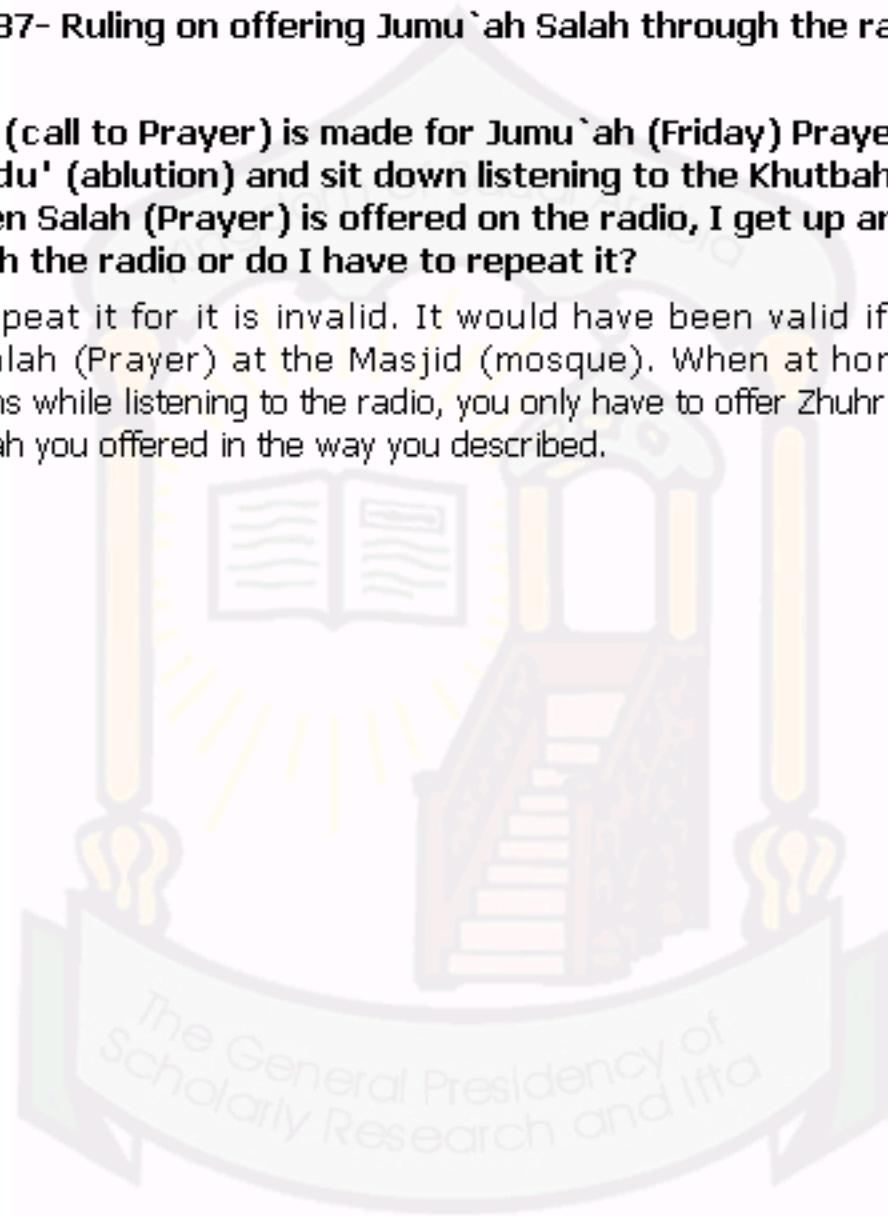 37- Ruling on offering Jumu`ah Salah through the ra
(call to Prayer) is made for Jumu`ah (Friday) Praye
du' (ablution) and sit down listening to the Khutbah
en Salah (Prayer) is offered on the radio, I get up ar
h the radio or do I have to repeat it?
peat it for it is invalid. It would have been valid if
alah (Prayer) at the Masjid (mosque). When at hor
ns while listening to the radio, you only have to offer Zhuhr
ah you offered in the way you described.
Kingdom of Saudi Arabia
The General Presidency of
Scholarly Research and Ifta